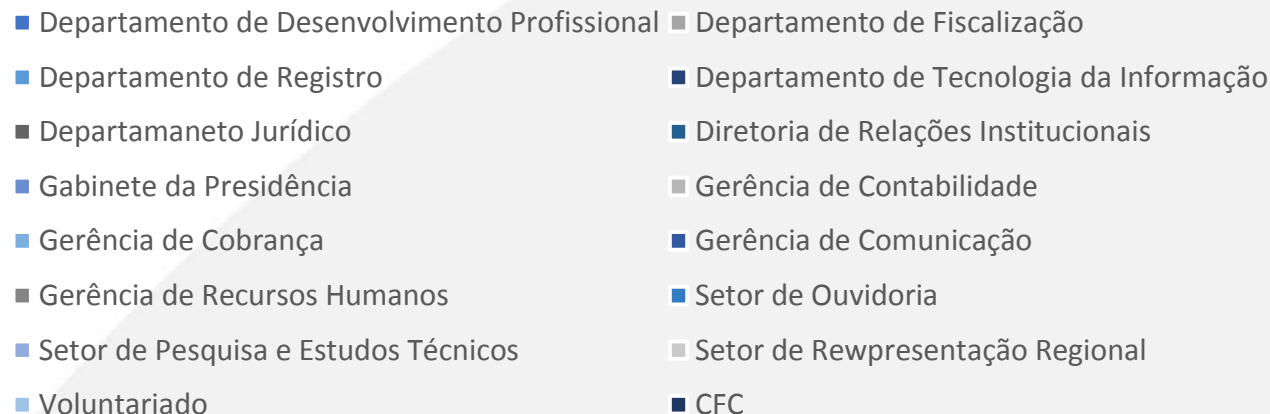 Departamento de Desenvolvimento Profissional Departamento de Fiscalização
Departamento de Registro Departamento de Tecnologia da Informação
Departamaneto Jurídico Diretoria de Relações Institucionais
Gabinete da Presidência Gerência de Contabilidade
Gerência de Cobrança Gerência de Comunicação
Gerência de Recursos Humanos Setor de Ouvidoria
Setor de Pesquisa e Estudos Técnicos Setor de Rewpresentação Regional
Voluntariado CFC